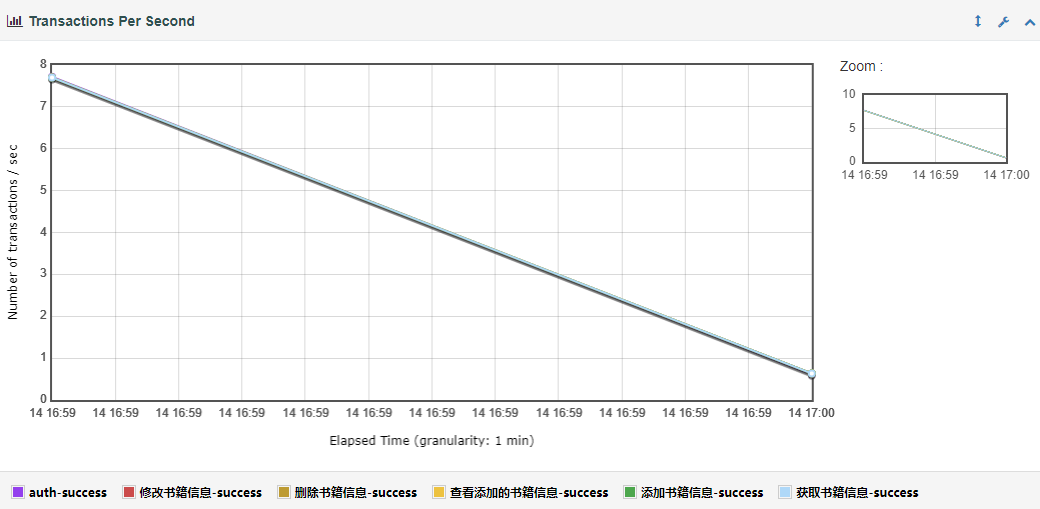 Transactions Per Second
8
7
6
5
4
3
2
1
0
Number of transactions / sec
14 16:59 14 16:59 14 16:59 14 16:59 14 16:59 14 16:59 14 16:59 14 16:59 14 16:59 14 16:59 14 16:59 14 16:59 14 17:00
Elapsed Time (granularity: 1 min)
Zoom :
10
5
0
14 16:59 14 16:59 14 17:00
auth-success 修改书籍信息-success 删除书籍信息-success 查看添加的书籍信息-success 添加书籍信息-success 获取书籍信息-success